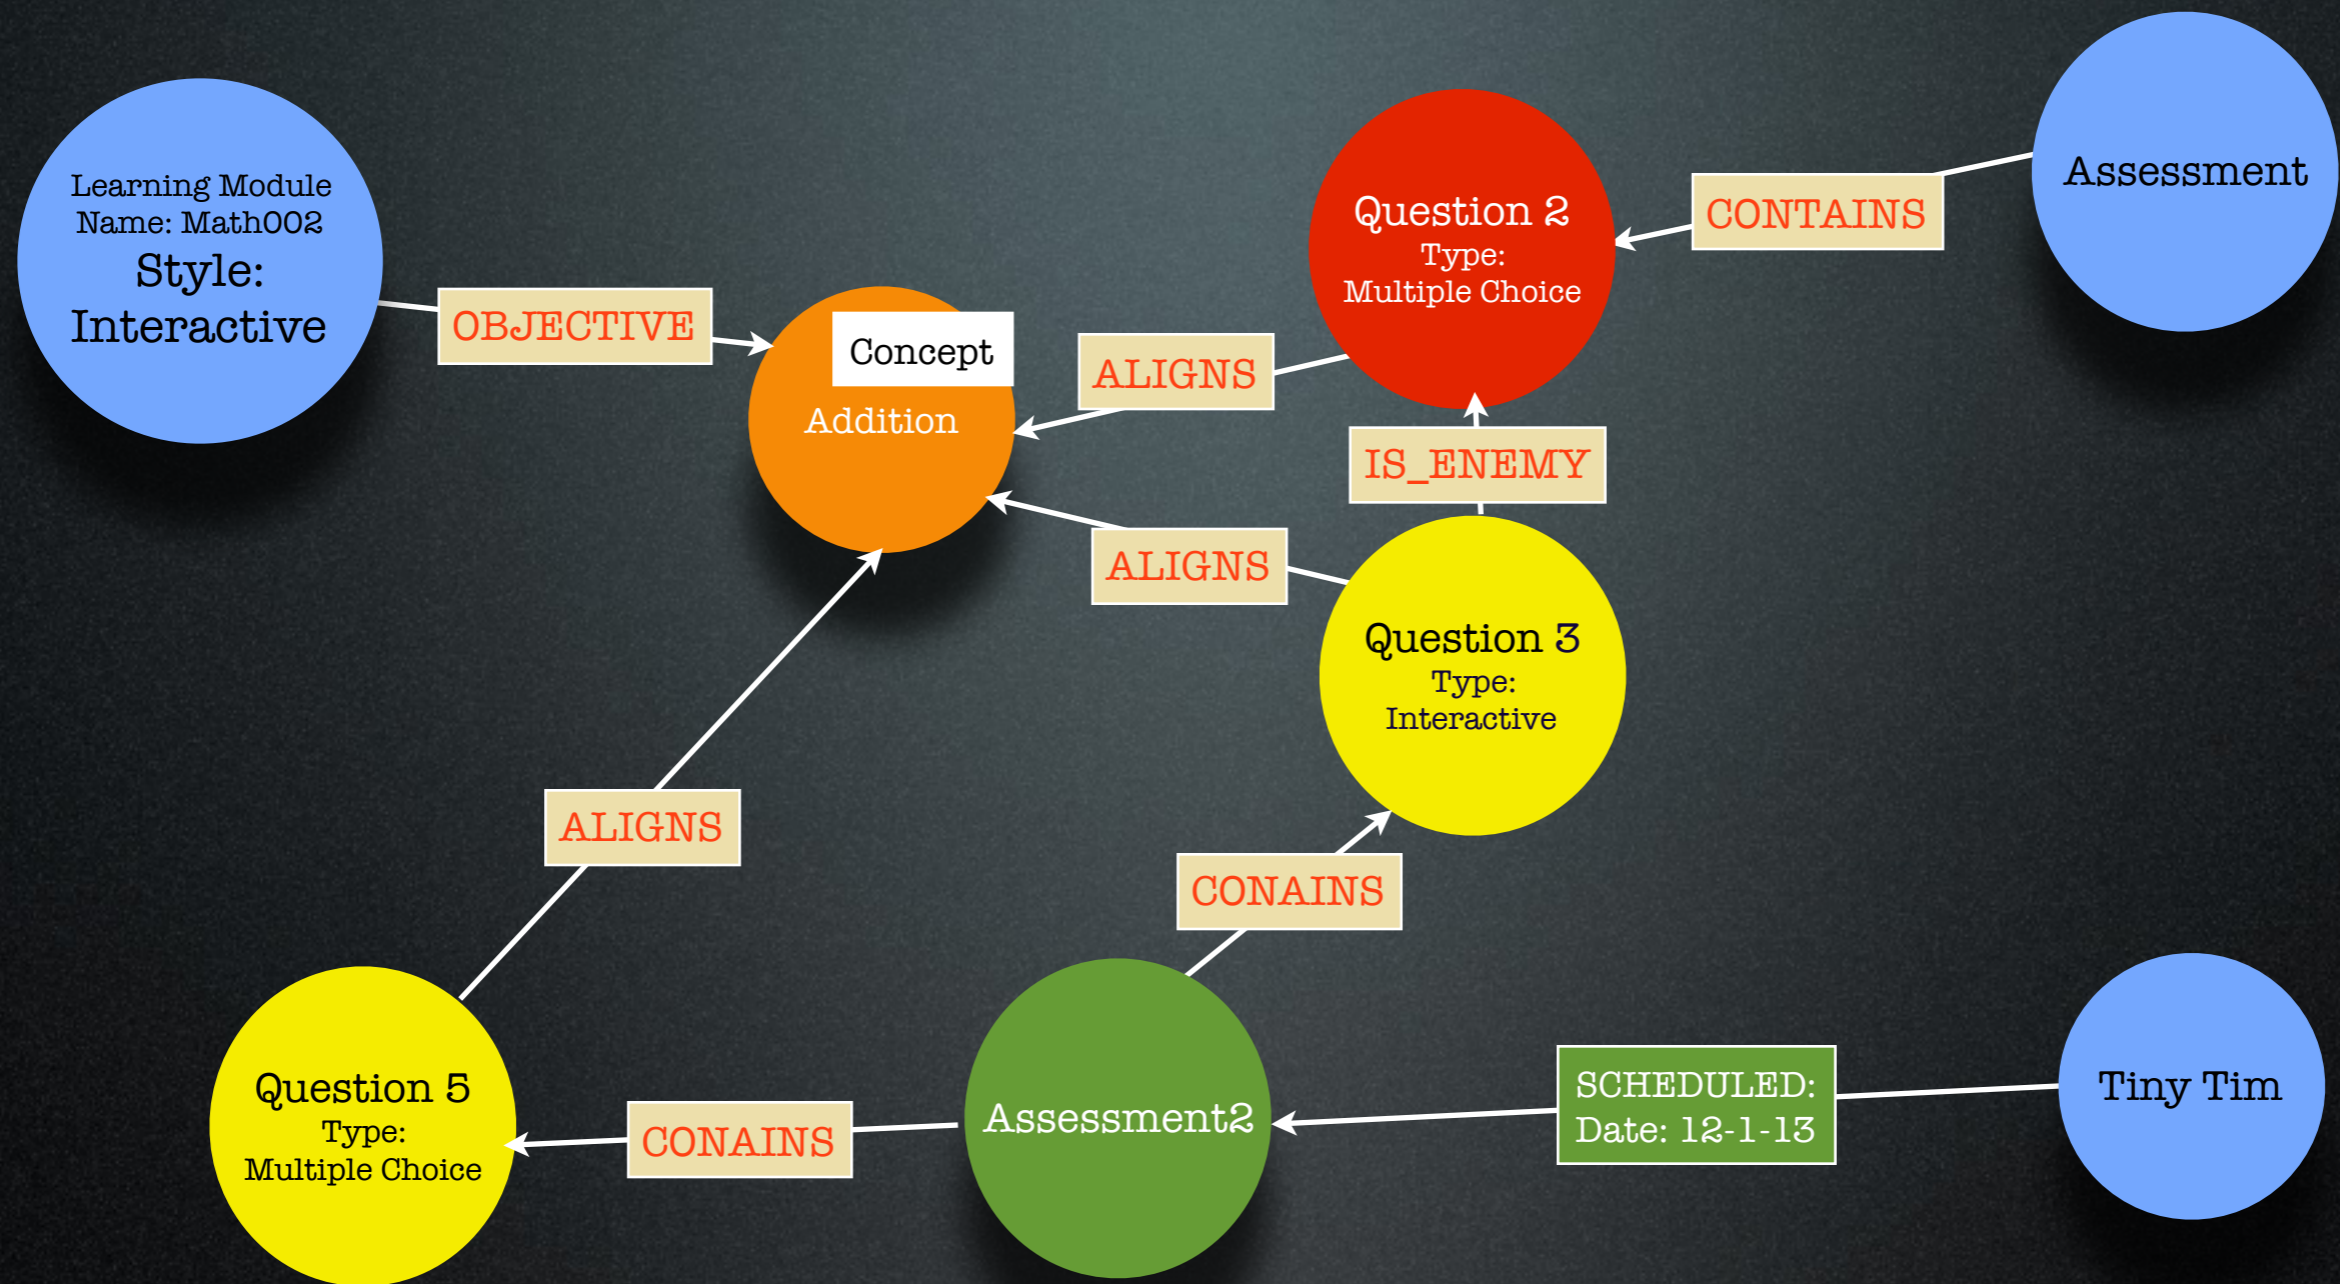 Learning Module
Name: Math002
Style:
Interactive
OBJECTIVE
Concept
Addition
ALIGNS
Question 2
Type:
Multiple Choice
CONTAINS
Assessment
IS_ENEMY
ALIGNS
Question 3
Type:
Interactive
ALIGNS
CONAINS
Question 5
Type:
Multiple Choice
CONAINS
Assessment2
SCHEDULED:
Date: 12-1-13
Tiny Tim